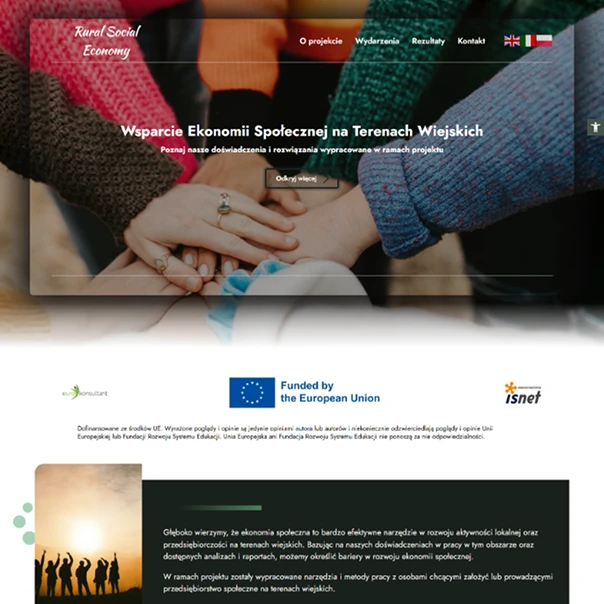 Rural Social
Economy
O projekcie Wydarzenia Rezultaty Kontakt
Wsparcie Ekonomii Społecznej na Terenach Wiejskich
Poznaj nasze doświadczenia i rozwiązania wypracowane w ramach projektu
Odkryj więcej
euro konsultant
Funded by
the European Union
isnet
Dofinansowane ze środków UE. Wyrażone poglądy i opinie są jedynie opiniami autora lub autorów i niekoniecznie odzwierciedlają poglądy i opinie Unii
Europejskiej lub Fundacji Rozwoju Systemu Edukacji. Unia Europejska ani Fundacja Rozwoju Systemu Edukacji nie ponoszą za nie odpowiedzialności.
Głęboko wierzymy, że ekonomia społeczna to bardzo efektywne narzędzie w rozwoju aktywności lokalnej oraz
przedsiębiorczości na terenach wiejskich. Bazując na naszych doświadczeniach w pracy w tym obszarze oraz
dostępnych analizach i raportach, możemy określić bariery w rozwoju ekonomii społecznej.
W ramach projektu zostały wypracowane narzędzia i metody pracy z osobami chcącymi założyć lub prowadzącymi
przedsiębiorstwo społeczne na terenach wiejskich.